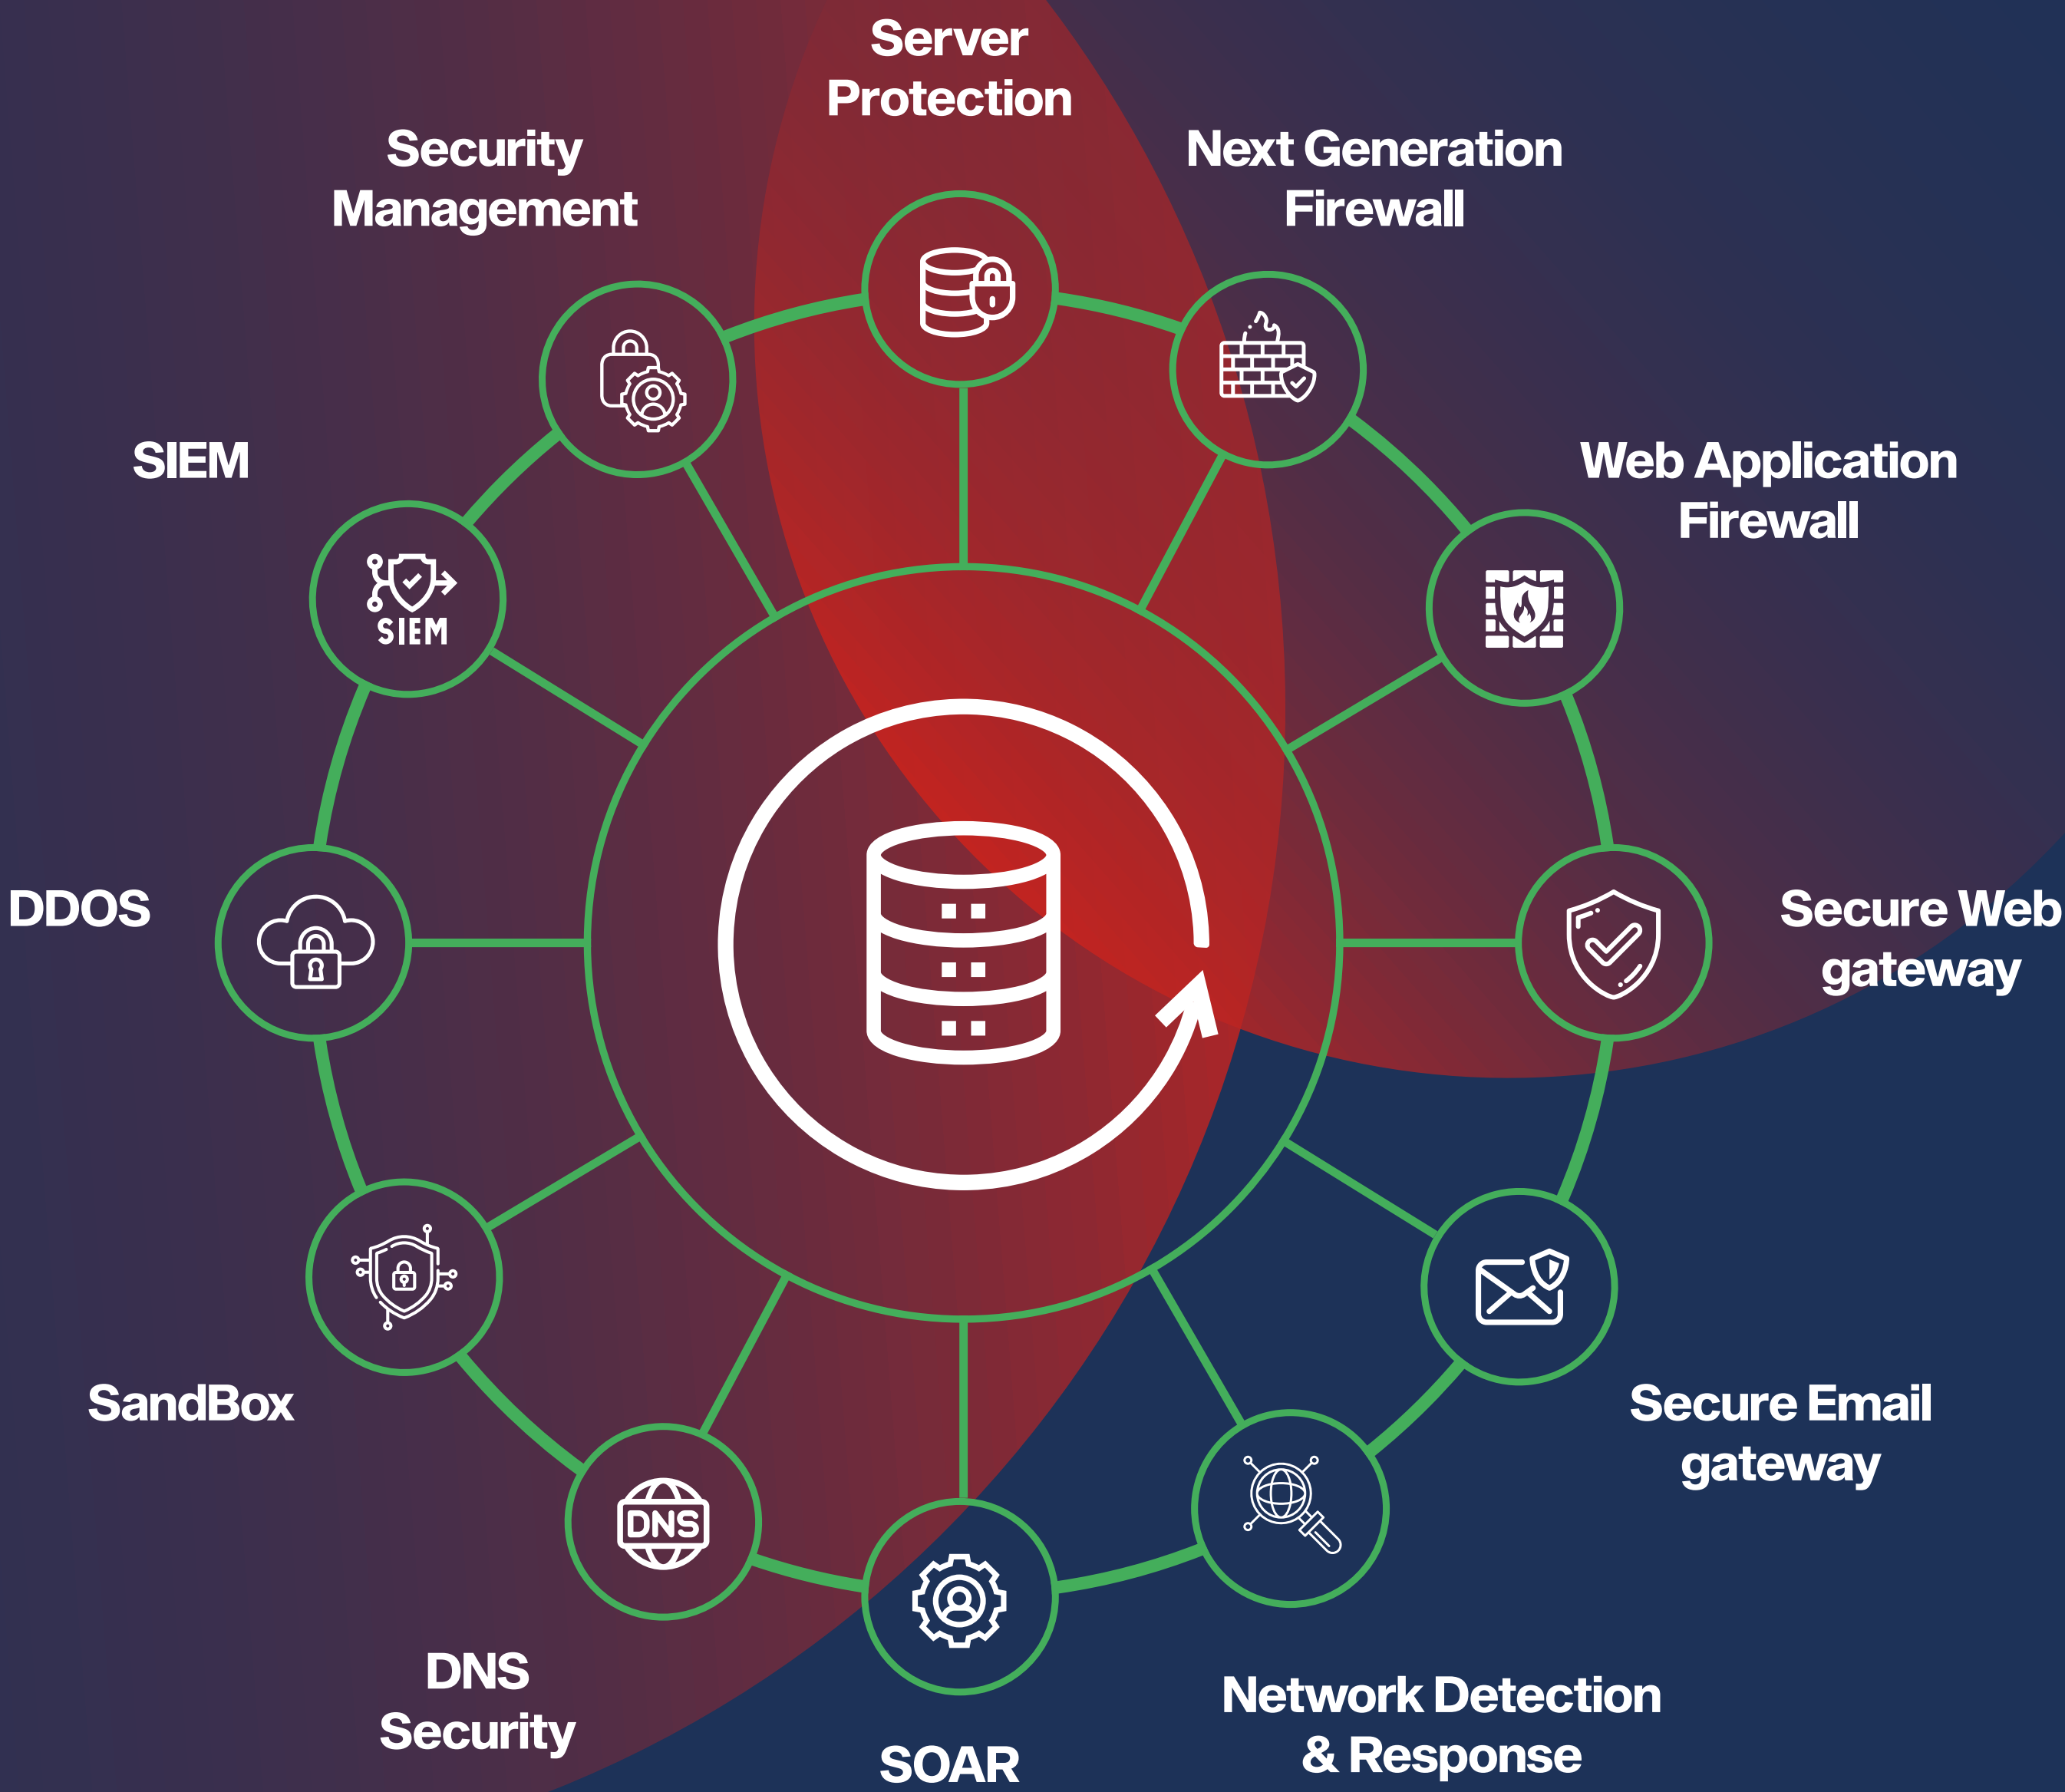 Server
Protection
Next Generation
Firewall
Security
Management
Web Application
Firewall
SIEM
SIEM
Secure Web
gateway
DDOS
Secure Email
gateway
SandBox
DNS
DNS
Security
Network Detection
& Response
SOAR